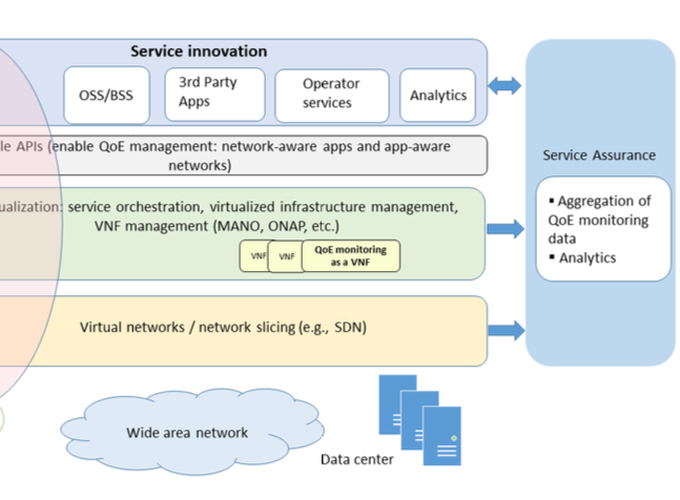 Service innovation
OSS/BSS
3rd Party
Apps
Operator
services
Analytics
le APIs (enable QoE management: network-aware apps and app-aware
networks)
ualization: service orchestration, virtualized infrastructure management,
VNF management (MANO, ONAP, etc.)
VNF
VNF
QoE monitoring
as a VNF
Virtual networks / network slicing (e.g., SDN)
Wide area network
Data center
Service Assurance
▪ Aggregation of
QoE monitoring
data
▪ Analytics